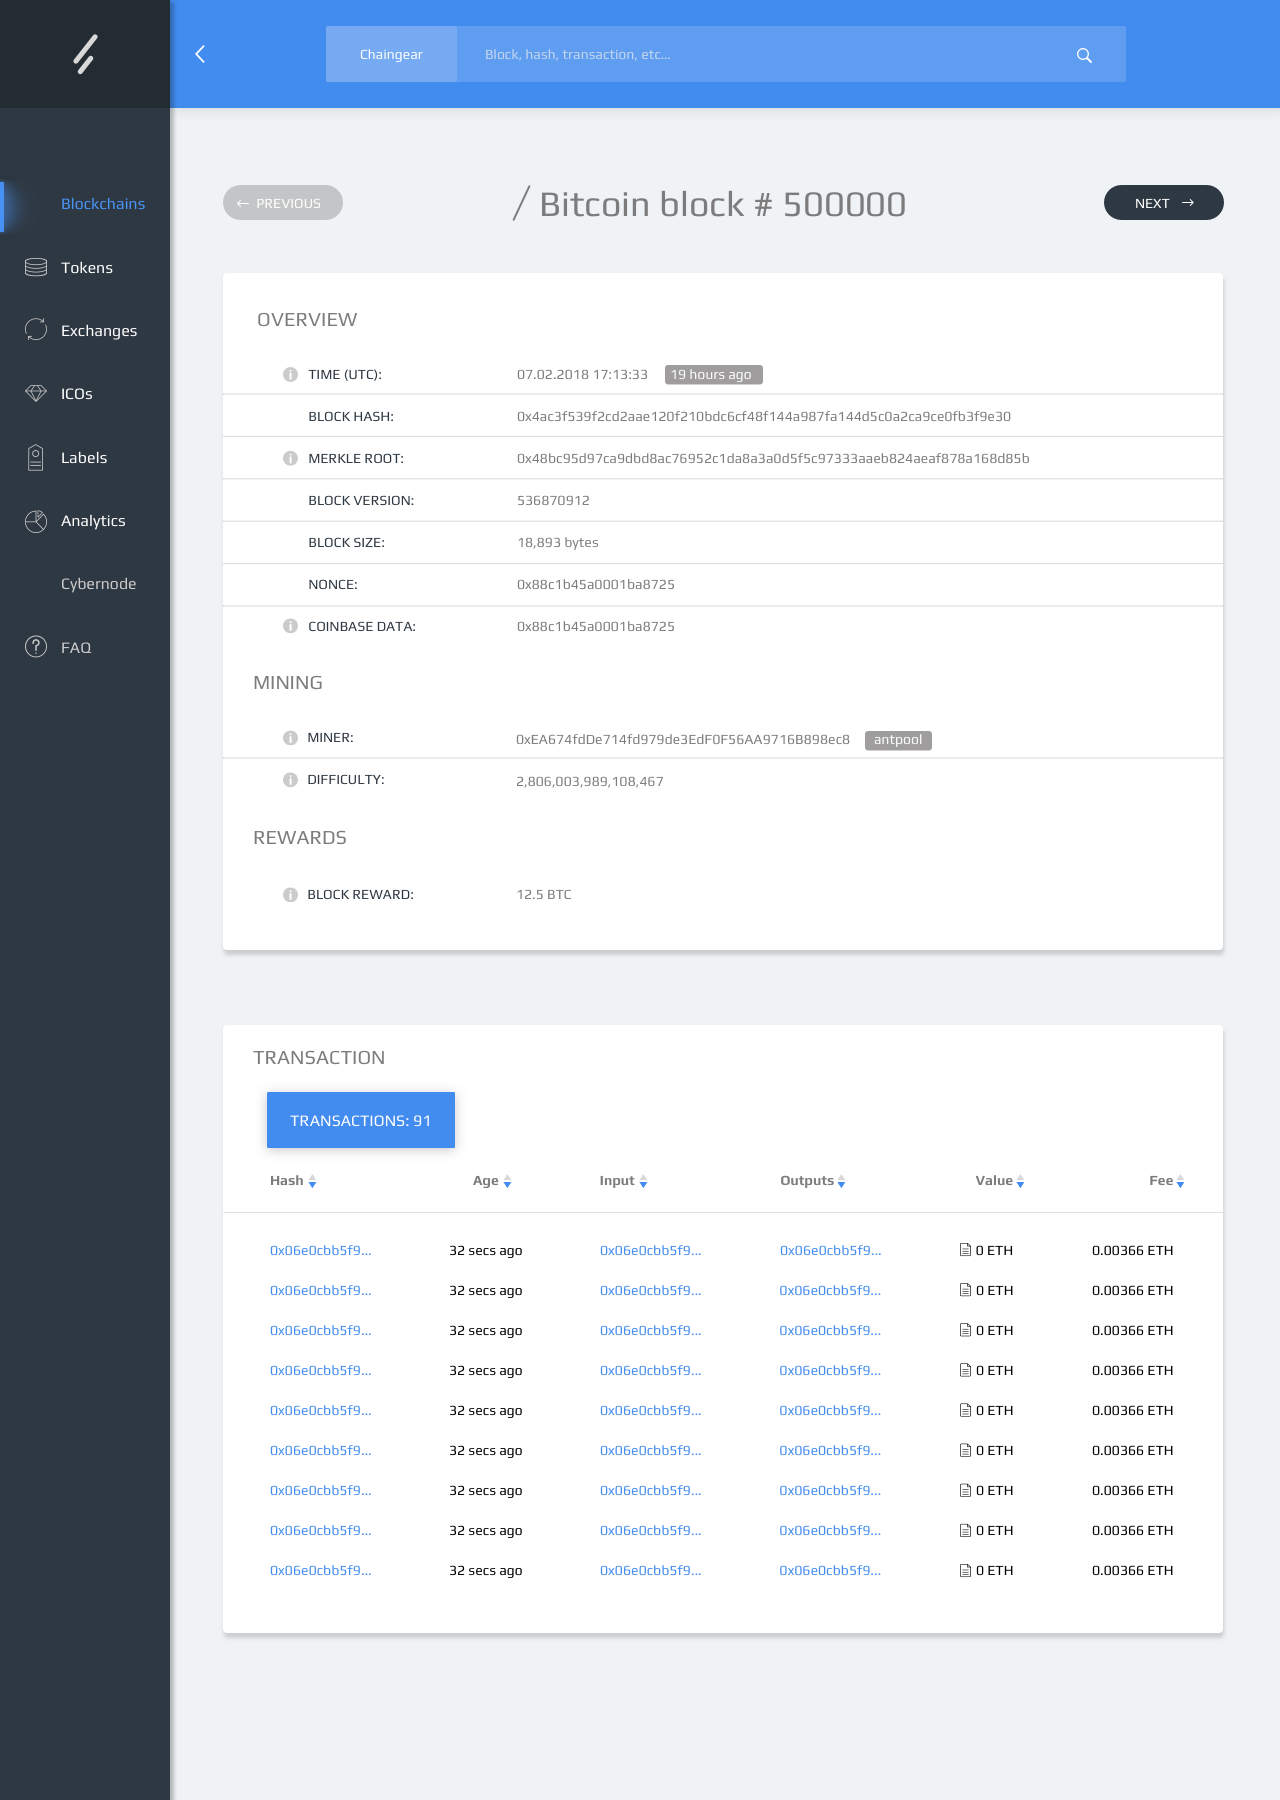 Chaingear
Block, hash, transaction, etc...
Blockchains
Tokens
Exchanges
ICOs
Labels
Analytics
Cybernode
FAQ
← PREVIOUS
/ Bitcoin block # 500000
NEXT →
OVERVIEW
TIME (UTC): 07.02.2018 17:13:33 19 hours ago
BLOCK HASH: 0x4ac3f539f2cd2aae120f210bdc6cf48f144a987fa144d5c0a2ca9ce0fb3f9e30
MERKLE ROOT: 0x48bc95d97ca9dbd8ac76952c1da8a3a0d5f5c97333aaeb824aeaf878a168d85b
BLOCK VERSION: 536870912
BLOCK SIZE: 18,893 bytes
NONCE: 0x88c1b45a0001ba8725
COINBASE DATA: 0x88c1b45a0001ba8725
MINING
MINER: 0xEA674fdDe714fd979de3EdF0F56AA9716B898ec8 antpool
DIFFICULTY: 2,806,003,989,108,467
REWARDS
BLOCK REWARD: 12.5 BTC
TRANSACTION
TRANSACTIONS: 91
Hash Age Input Outputs Value Fee
0x06e0cbb5f9... 32 secs ago 0x06e0cbb5f9... 0x06e0cbb5f9... 0 ETH 0.00366 ETH
0x06e0cbb5f9... 32 secs ago 0x06e0cbb5f9... 0x06e0cbb5f9... 0 ETH 0.00366 ETH
0x06e0cbb5f9... 32 secs ago 0x06e0cbb5f9... 0x06e0cbb5f9... 0 ETH 0.00366 ETH
0x06e0cbb5f9... 32 secs ago 0x06e0cbb5f9... 0x06e0cbb5f9... 0 ETH 0.00366 ETH
0x06e0cbb5f9... 32 secs ago 0x06e0cbb5f9... 0x06e0cbb5f9... 0 ETH 0.00366 ETH
0x06e0cbb5f9... 32 secs ago 0x06e0cbb5f9... 0x06e0cbb5f9... 0 ETH 0.00366 ETH
0x06e0cbb5f9... 32 secs ago 0x06e0cbb5f9... 0x06e0cbb5f9... 0 ETH 0.00366 ETH
0x06e0cbb5f9... 32 secs ago 0x06e0cbb5f9... 0x06e0cbb5f9... 0 ETH 0.00366 ETH
0x06e0cbb5f9... 32 secs ago 0x06e0cbb5f9... 0x06e0cbb5f9... 0 ETH 0.00366 ETH